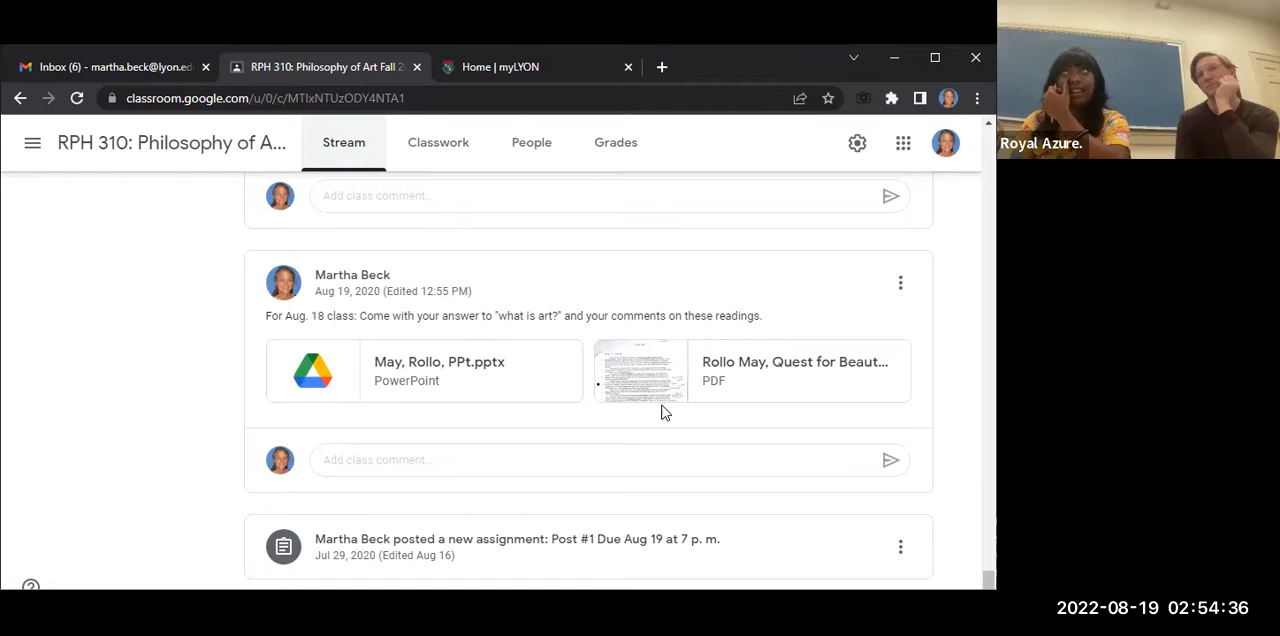 Inbox (6) - martha.beck@lyon.ed
RPH 310: Philosophy of Art Fall 2
Home | myLYON
classroom.google.com/u/0/c/MTIxNTUzODY4NTA1
RPH 310: Philosophy of A...
Stream
Classwork
People
Grades
Royal Azure.
Add class comment...
Martha Beck
Aug 19, 2020 (Edited 12:55 PM)
For Aug. 18 class: Come with your answer to "what is art?" and your comments on these readings.
May, Rollo, PPt.pptx
PowerPoint
Rollo May, Quest for Beaut...
PDF
Add class comment...
Martha Beck posted a new assignment: Post #1 Due Aug 19 at 7 p. m.
Jul 29, 2020 (Edited Aug 16)
2022-08-19 02:54:36